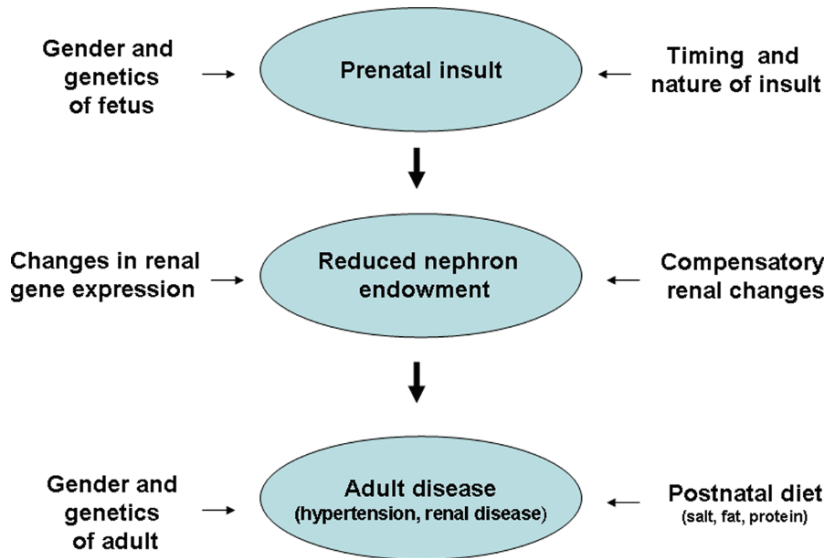 Gender and
genetics
of fetus
Prenatal insult
Timing and
nature of insult
Changes in renal
gene expression
Reduced nephron
endowment
Compensatory
renal changes
Gender and
genetics
of adult
Adult disease
(hypertension, renal disease)
Postnatal diet
(salt, fat, protein)